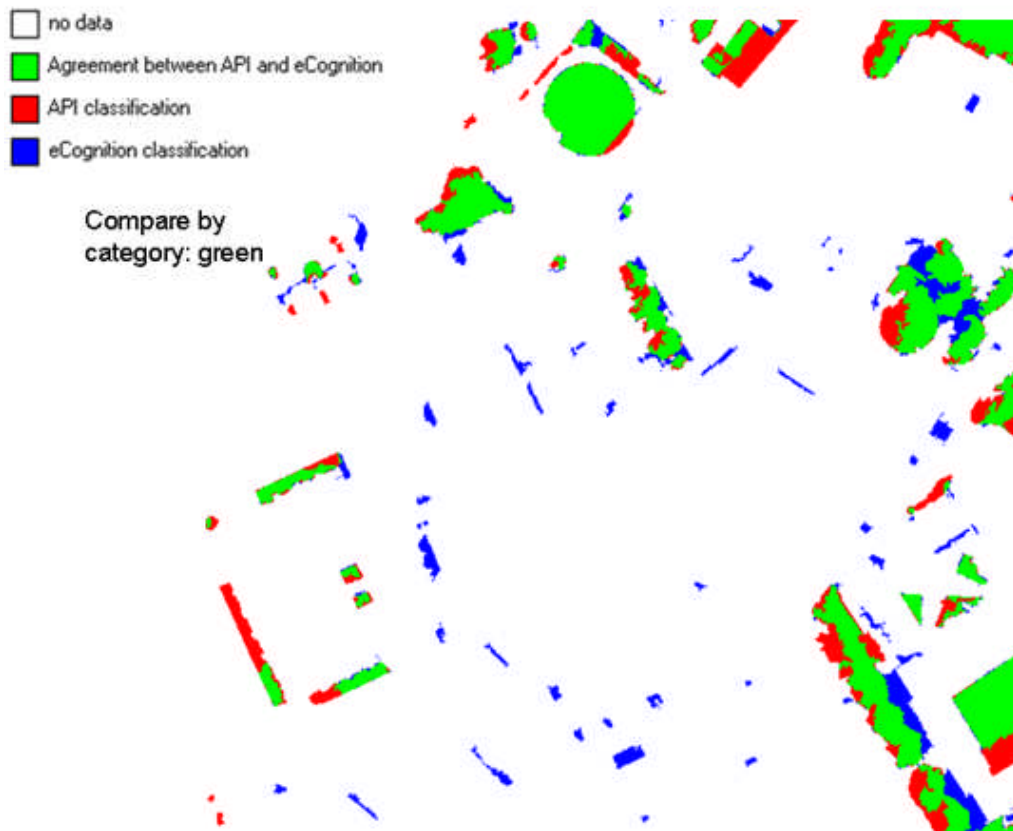 no data
Agreement between API and eCognition
API classification
eCognition classification
Compare by
category: green